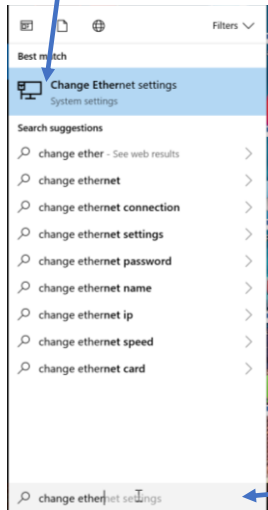 Filters
Best match
Change Ethernet settings
System settings
Search suggestions
change ether - See web results
change ethernet
change ethernet connection
change ethernet settings
change ethernet password
change ethernet name
change ethernet ip
change ethernet speed
change ethernet card
change ethernet settings